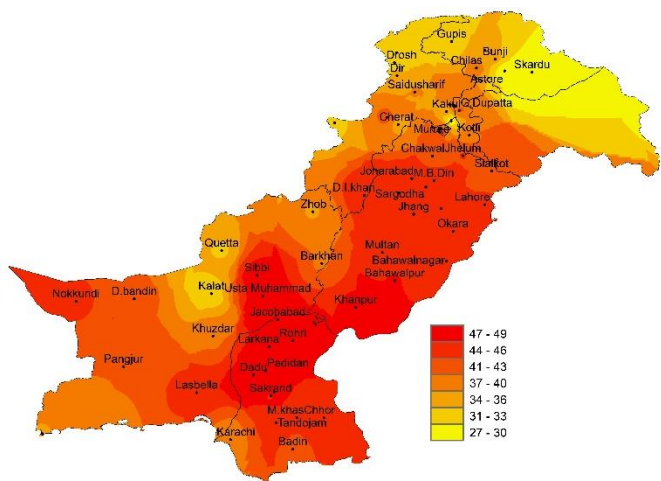 Gupis
Drosh
Bunji
Chilas
Skardu
Dir
Astore
Saidusharif
Kakul
G.Dupatta
Cherat
Murree
Kotli
Chakwal
Jhelum
Sialkot
Joharabad
M.B.Din
D.I.khan
Sargodha
Lahore
Zhob
Jhang
Okara
Quetta
Multan
Barkhan
Bahawalnagar
Sibbi
Bahawalpur
Nokkundi
D.bandin
Kalat
Usta Muhammad
Khanpur
Jacobabad
Khuzdar
Larkana
Rohri
Pangjur
Dadu
Padidan
Lasbella
Sakrand
M.khas
Chhor
Tandojam
Karachi
Badin
47 - 49
44 - 46
41 - 43
37 - 40
34 - 36
31 - 33
27 - 30